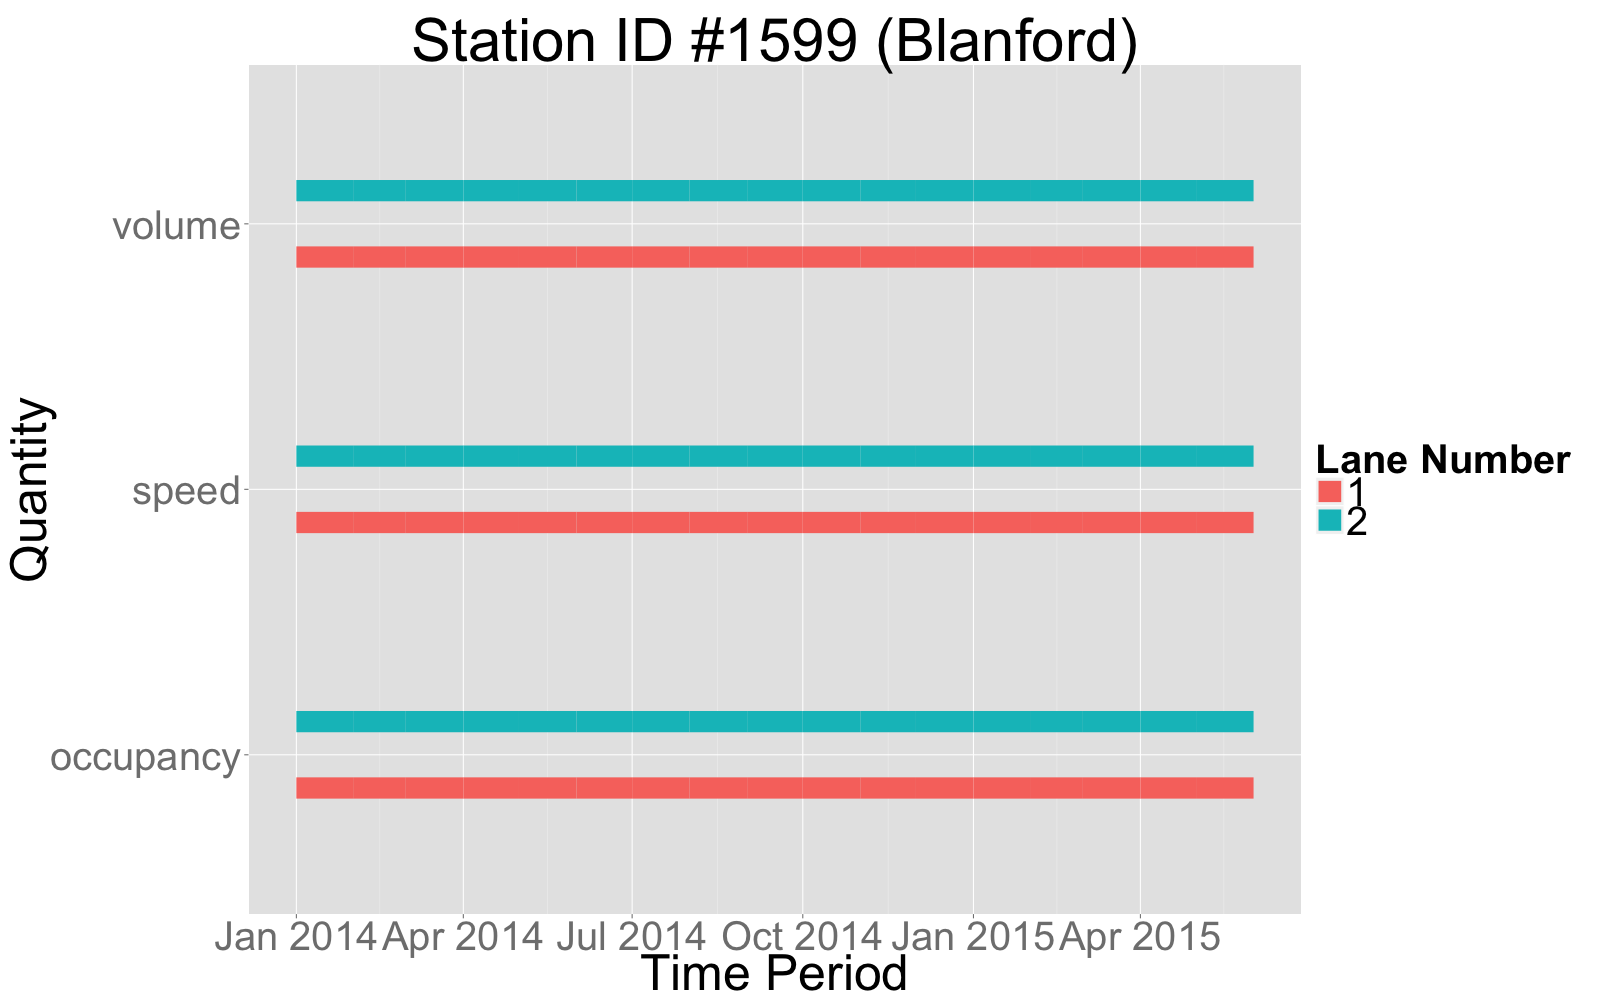 Station ID #1599 (Blanford)
Quantity
volume
speed
occupancy
Jan 2014 Apr 2014 Jul 2014 Oct 2014 Jan 2015 Apr 2015
Time Period
Lane Number
1
2